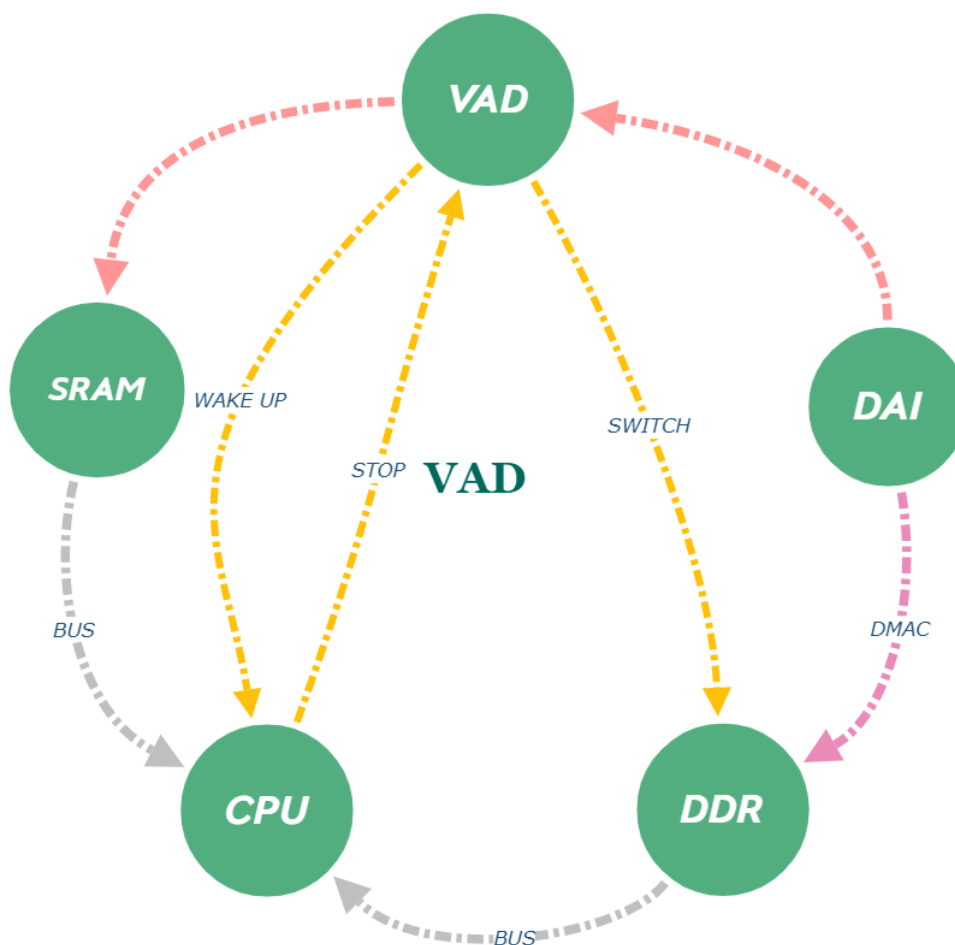 VAD
SRAM
WAKE UP
SWITCH
DAI
STOP
VAD
BUS
DMAC
CPU
DDR
BUS